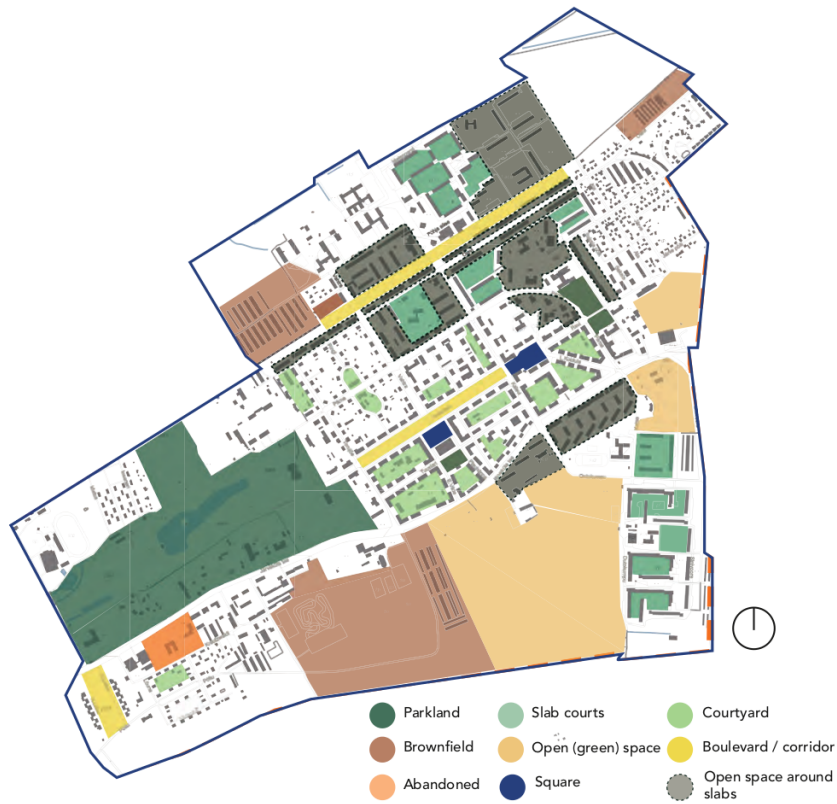 Parkland
Slab courts
Courtyard
Brownfield
Open (green) space
Boulevard / corridor
Abandoned
Square
Open space around
slabs